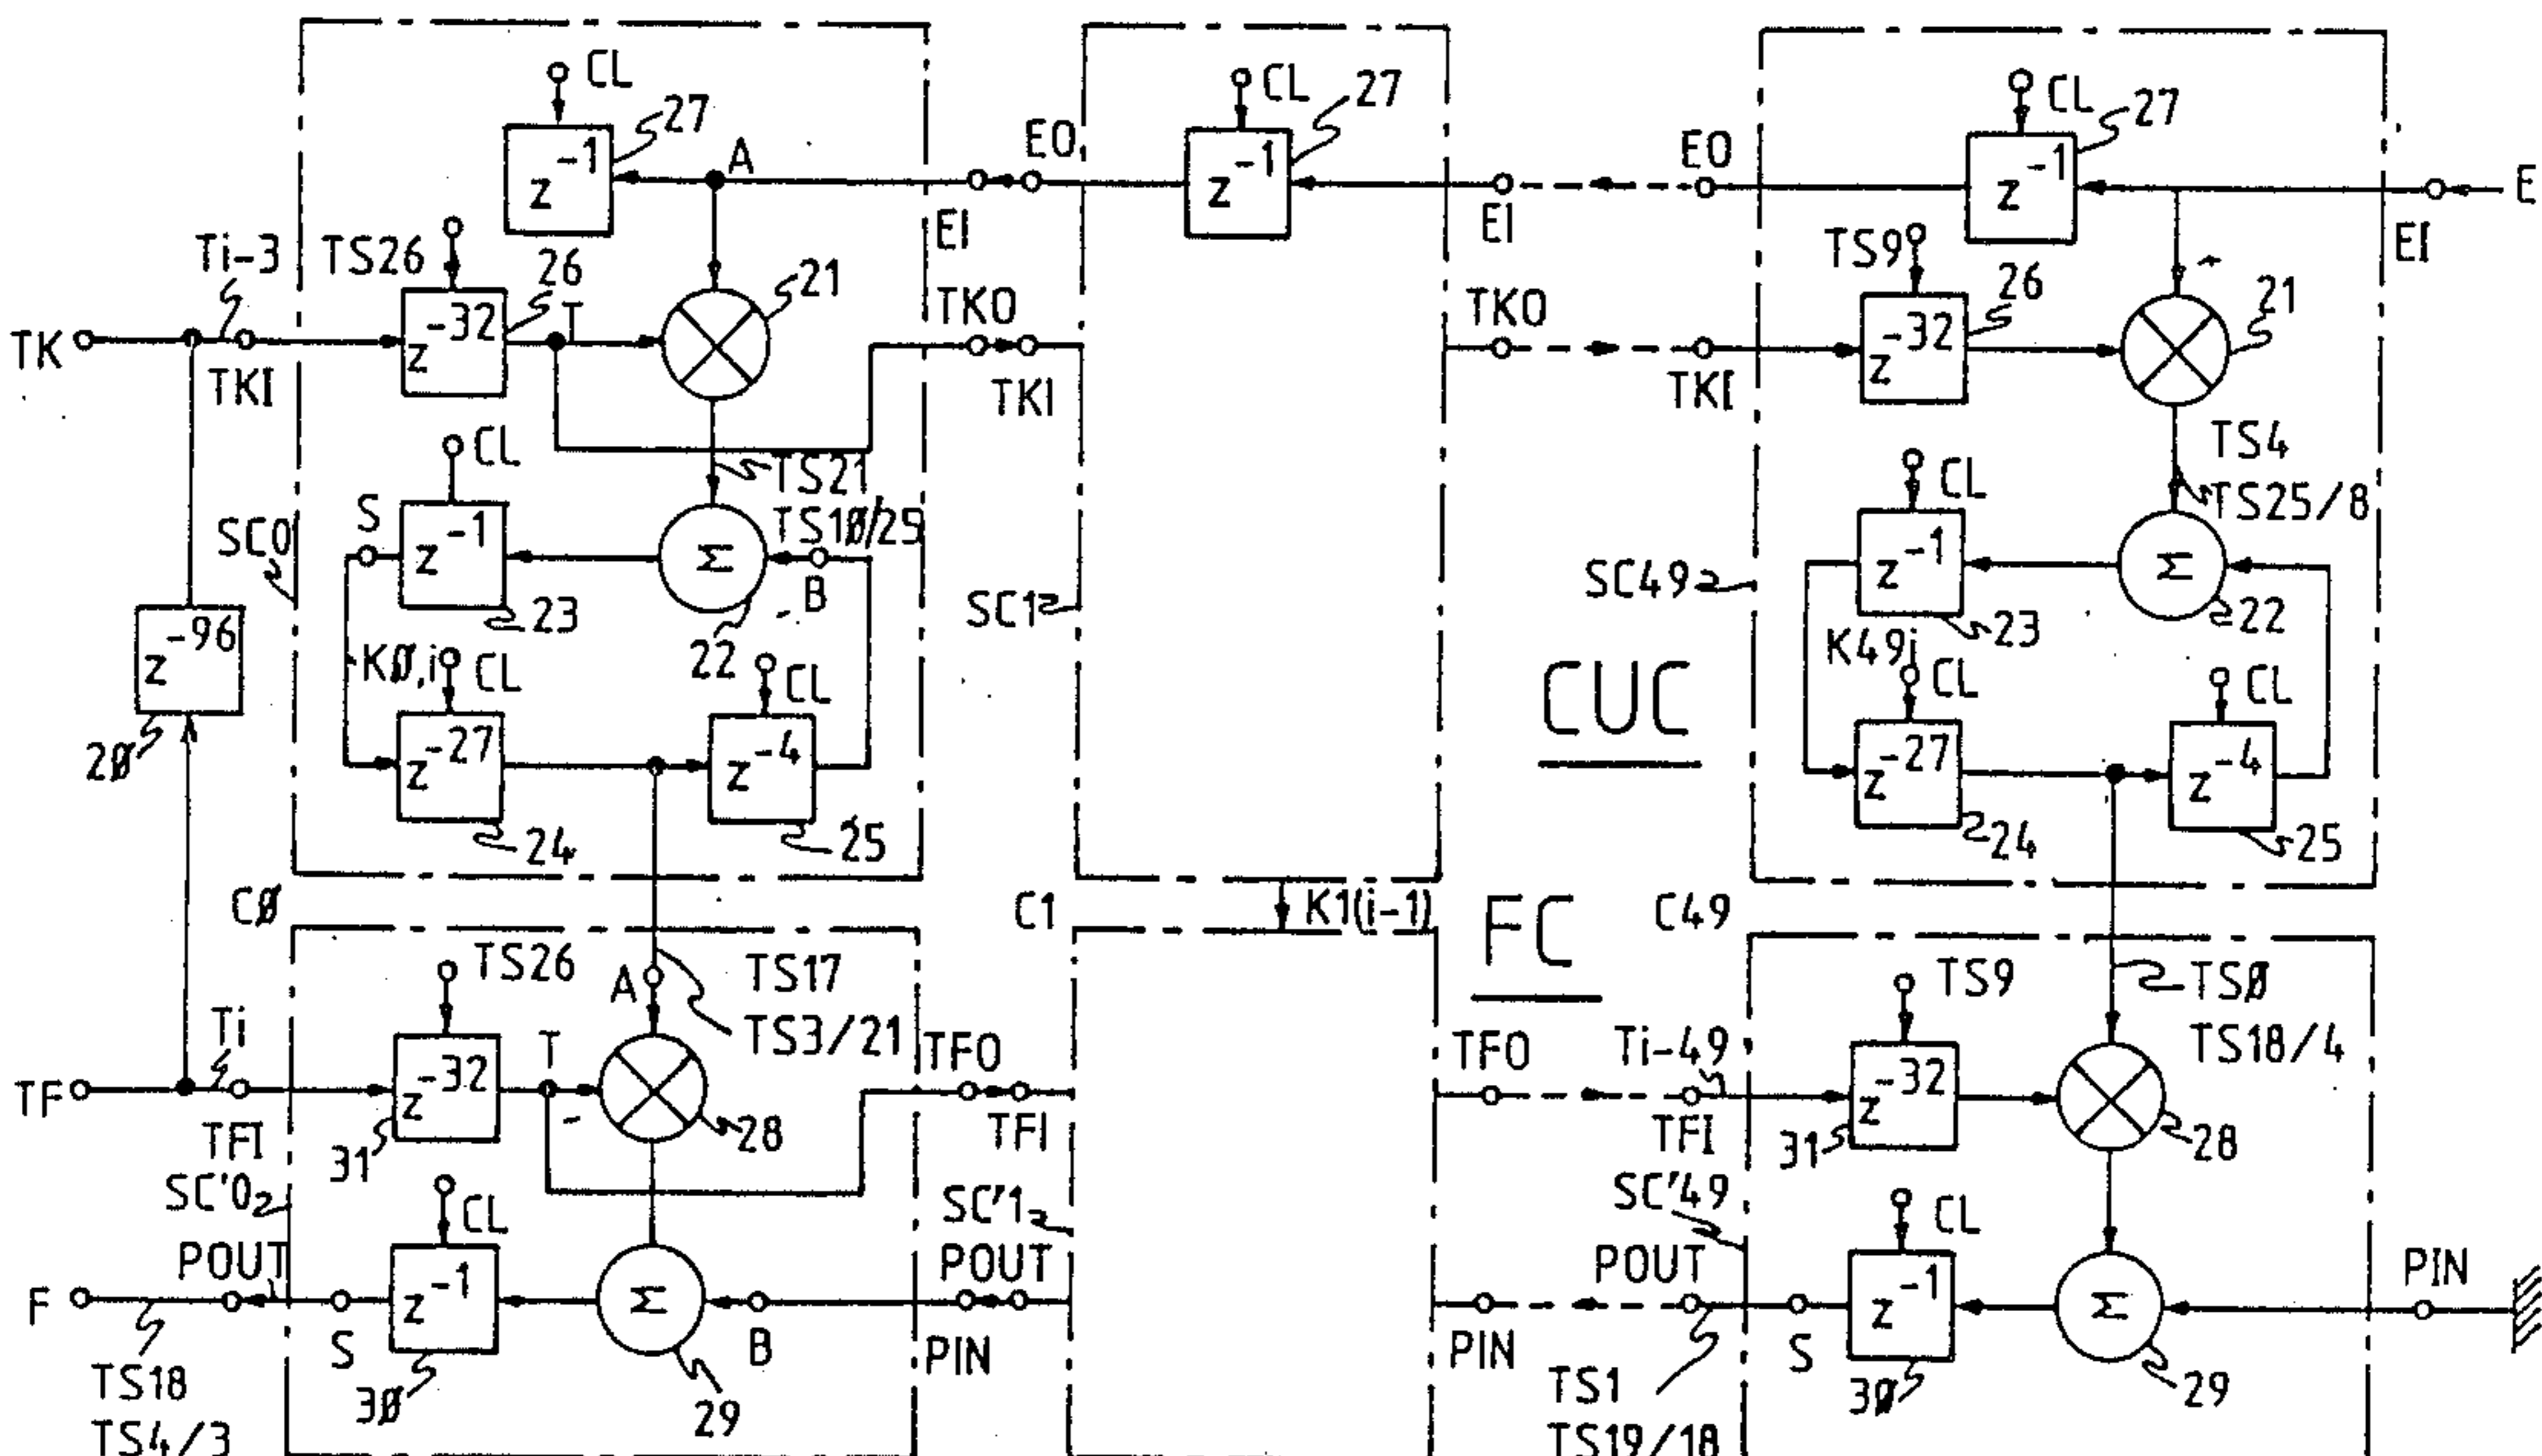 CL
27
A
EO
EI
z-1
CL
27
EO
z-1
EI
CL
27
E
z-1
EI
Ti-3
TS26
26
21
TK
TKI
z-32
T
TKO
TKI
TKO
TKI
TS9
26
21
z-32
CL
TS21
TS10/25
S
z-1
23
Σ
22
B
SC0
SC1
SC49
CL
TS4
TS25/8
z-1
23
Σ
22
z-96
20
KØ,i
CL
CL
z-27
24
z-4
25
CUC
K49i
CL
CL
z-27
24
z-4
25
CØ
C1
K1(i-1)
FC
C49
TS26
A
TS17
TS3/21
TS9
TSØ
TS18/4
TF
Ti
TFI
z-32
31
T
28
TFO
TFI
TFO
Ti-49
TFI
z-32
31
28
SC'0
SC'1
SC'49
POUT
CL
POUT
POUT
CL
PIN
F
S
z-1
30
Σ
29
B
PIN
PIN
S
z-1
30
Σ
29
TS18
TS4/3
TS1
TS19/18